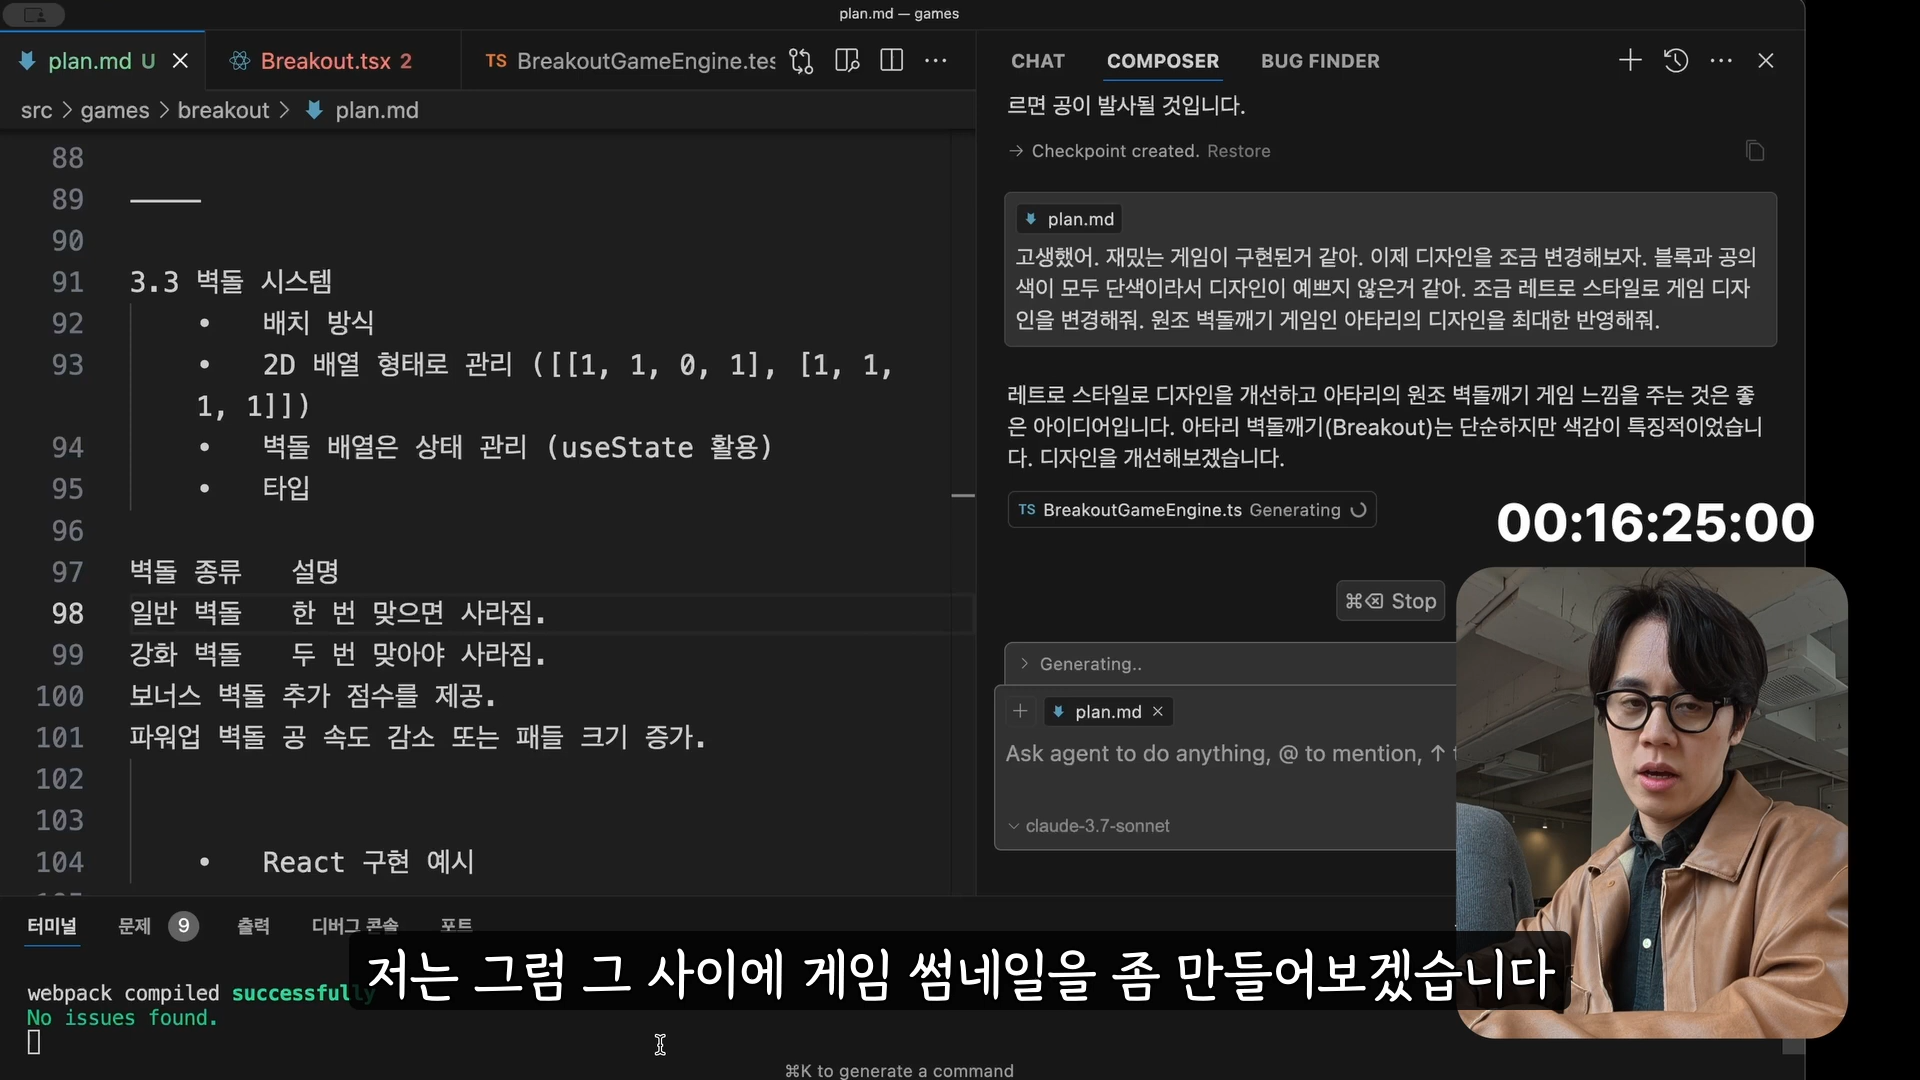 plan.md — games
plan.md U
Breakout.tsx 2
TS BreakoutGameEngine.tes
src > games > breakout > plan.md
88
89
90
91 3.3 벽돌 시스템
92 • 배치 방식
93 • 2D 배열 형태로 관리 ([[1, 1, 0, 1], [1, 1,
1, 1]])
94 • 벽돌 배열은 상태 관리 (useState 활용)
95 • 타입
96
97 벽돌 종류 설명
98 일반 벽돌 한 번 맞으면 사라짐.
99 강화 벽돌 두 번 맞아야 사라짐.
100 보너스 벽돌 추가 점수를 제공.
101 파워업 벽돌 공 속도 감소 또는 패들 크기 증가.
102
103
104 • React 구현 예시
터미널 문제 9 출력 디버그 콘솔 포트
webpack compiled successfully
No issues found.
⌘K to generate a command
CHAT COMPOSER BUG FINDER
르면 공이 발사될 것입니다.
→ Checkpoint created. Restore
plan.md
고생했어. 재밌는 게임이 구현된거 같아. 이제 디자인을 조금 변경해보자. 블록과 공의
색이 모두 단색이라서 디자인이 예쁘지 않은거 같아. 조금 레트로 스타일로 게임 디자
인을 변경해줘. 원조 벽돌깨기 게임인 아타리의 디자인을 최대한 반영해줘.
레트로 스타일로 디자인을 개선하고 아타리의 원조 벽돌깨기 게임 느낌을 주는 것은 좋
은 아이디어입니다. 아타리 벽돌깨기(Breakout)는 단순하지만 색감이 특징적이었습니
다. 디자인을 개선해보겠습니다.
TS BreakoutGameEngine.ts Generating
00:16:25:00
⌘⌫ Stop
Generating..
plan.md
Ask agent to do anything, @ to mention, ↑
claude-3.7-sonnet
저는 그럼 그 사이에 게임 썸네일을 좀 만들어보겠습니다